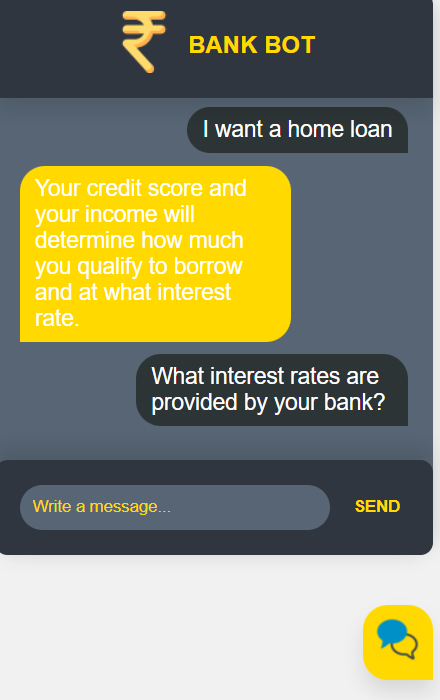 ₹ BANK BOT
I want a home loan
Your credit score and
your income will
determine how much
you qualify to borrow
and at what interest
rate.
What interest rates are
provided by your bank?
Write a message...
SEND